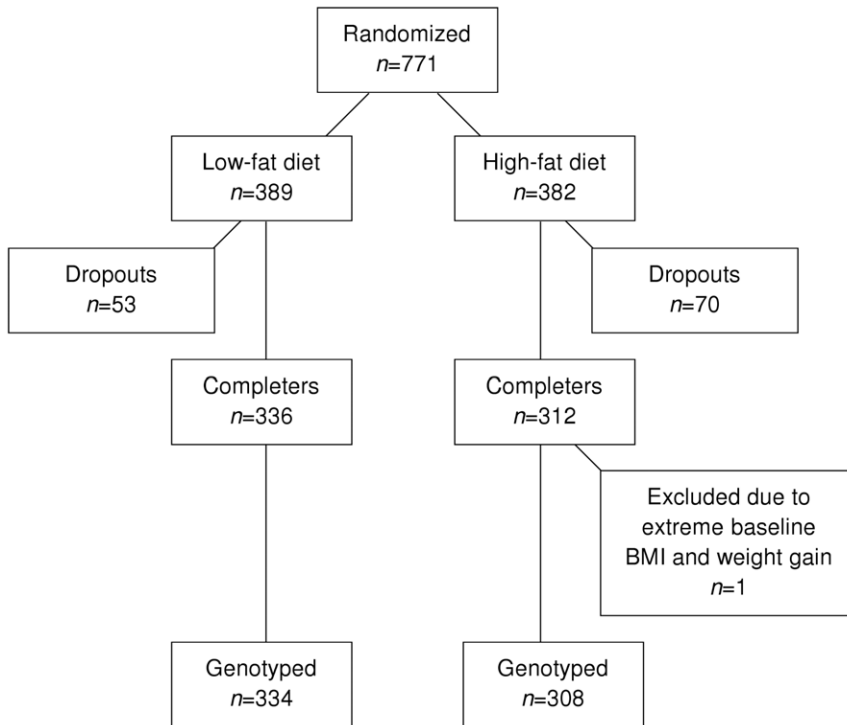 Randomized
n=771
Low-fat diet
n=389
High-fat diet
n=382
Dropouts
n=53
Dropouts
n=70
Completers
n=336
Completers
n=312
Excluded due to
extreme baseline
BMI and weight gain
n=1
Genotyped
n=334
Genotyped
n=308